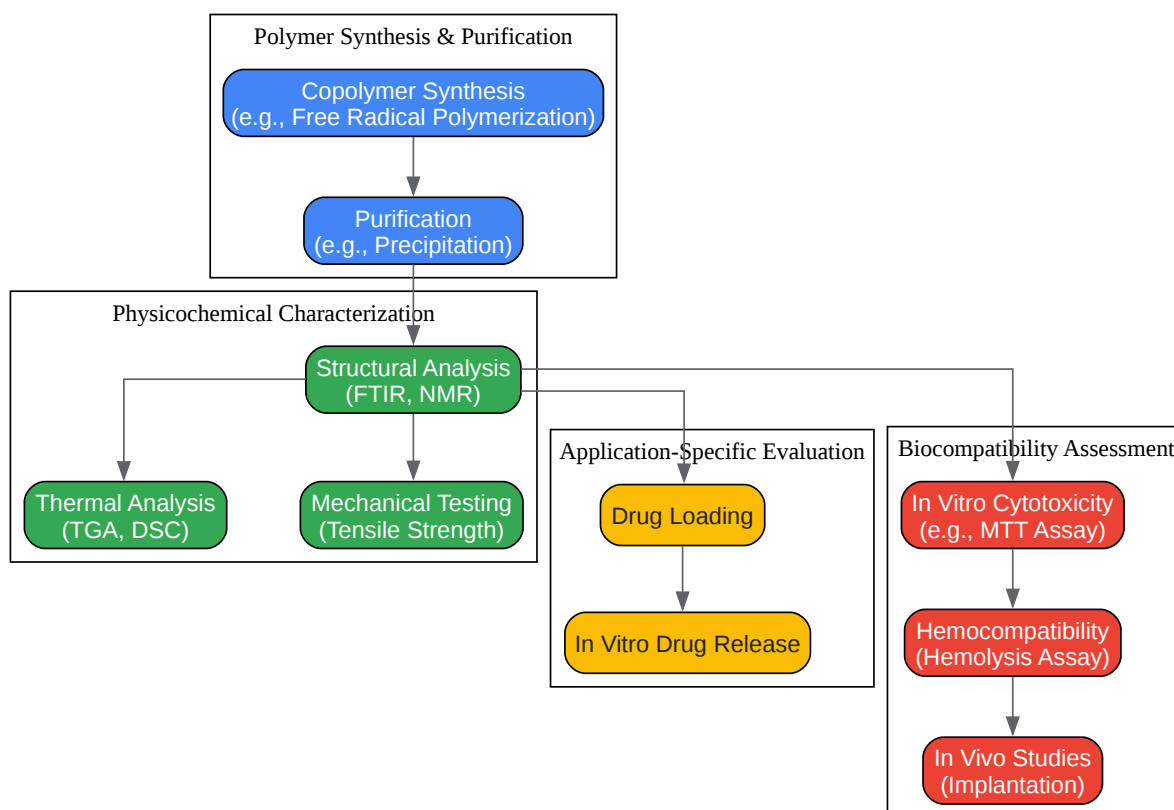 Polymer Synthesis & Purification
Copolymer Synthesis
(e.g., Free Radical Polymerization)
Purification
(e.g., Precipitation)
Physicochemical Characterization
Structural Analysis
(FTIR, NMR)
Thermal Analysis
(TGA, DSC)
Mechanical Testing
(Tensile Strength)
Application-Specific Evaluation
Drug Loading
In Vitro Drug Release
Biocompatibility Assessment
In Vitro Cytotoxicity
(e.g., MTT Assay)
Hemocompatibility
(Hemolysis Assay)
In Vivo Studies
(Implantation)